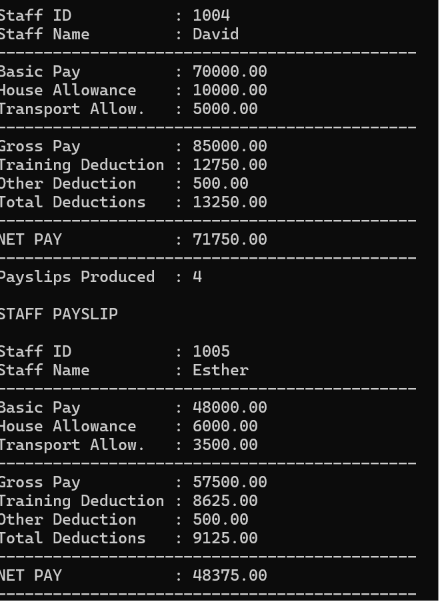 Staff ID           : 1004
Staff Name         : David
-------------------------------------------
Basic Pay          : 70000.00
House Allowance    : 10000.00
Transport Allow.   : 5000.00
-------------------------------------------
Gross Pay          : 85000.00
Training Deduction : 12750.00
Other Deduction    : 500.00
Total Deductions   : 13250.00
-------------------------------------------
NET PAY            : 71750.00
-------------------------------------------
Payslips Produced  : 4
STAFF PAYSLIP
Staff ID           : 1005
Staff Name         : Esther
-------------------------------------------
Basic Pay          : 48000.00
House Allowance    : 6000.00
Transport Allow.   : 3500.00
-------------------------------------------
Gross Pay          : 57500.00
Training Deduction : 8625.00
Other Deduction    : 500.00
Total Deductions   : 9125.00
-------------------------------------------
NET PAY            : 48375.00
-------------------------------------------